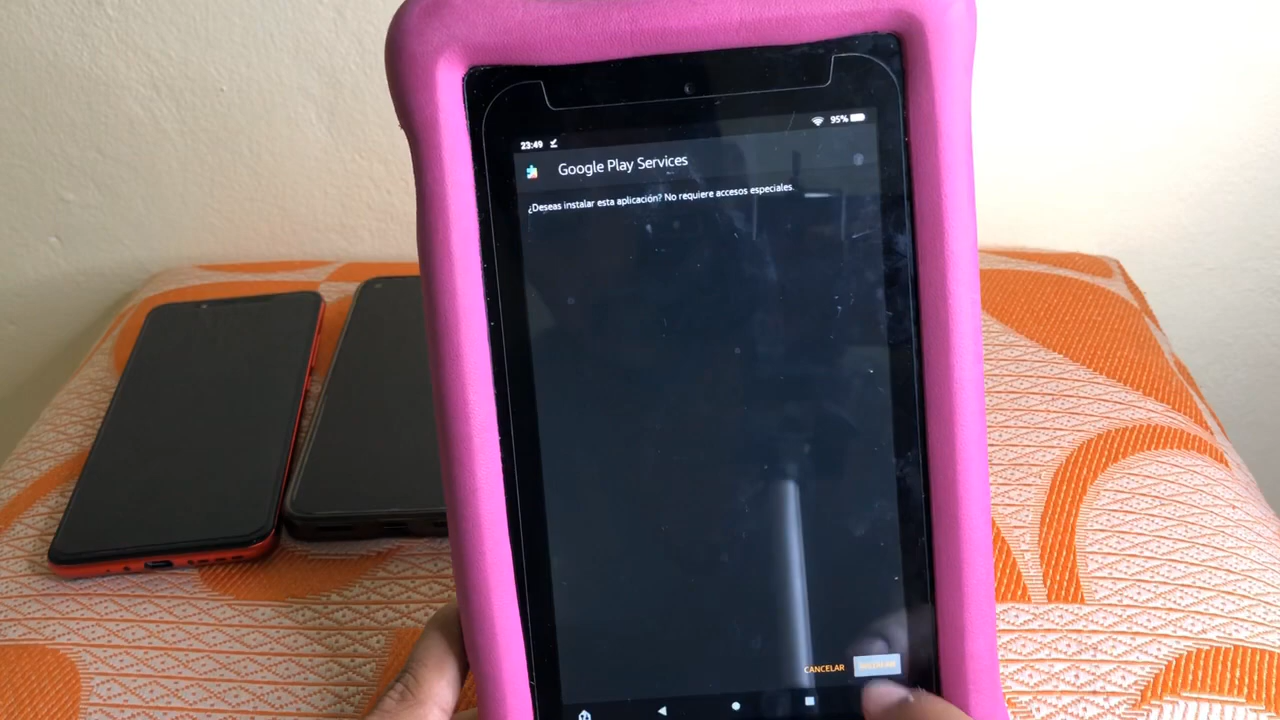 23:49
95%
Google Play Services
¿Deseas instalar esta aplicación? No requiere accesos especiales.
CANCELAR
INSTALAR